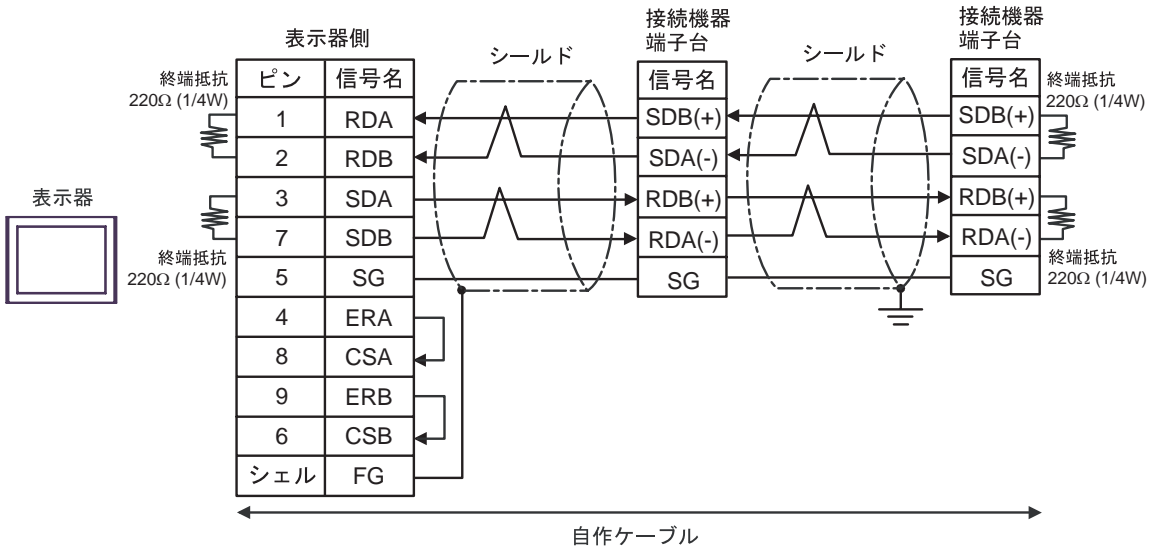 表示器側
シールド
接続機器
端子台
シールド
接続機器
端子台
終端抵抗
220Ω (1/4W)
ピン 信号名
信号名
信号名
終端抵抗
220Ω (1/4W)
1 RDA
SDB(+)
SDB(+)
2 RDB
SDA(-)
SDA(-)
表示器
3 SDA
RDB(+)
RDB(+)
7 SDB
RDA(-)
RDA(-)
終端抵抗
220Ω (1/4W)
5 SG
SG
SG
終端抵抗
220Ω (1/4W)
4 ERA
8 CSA
9 ERB
6 CSB
シェル FG
自作ケーブル